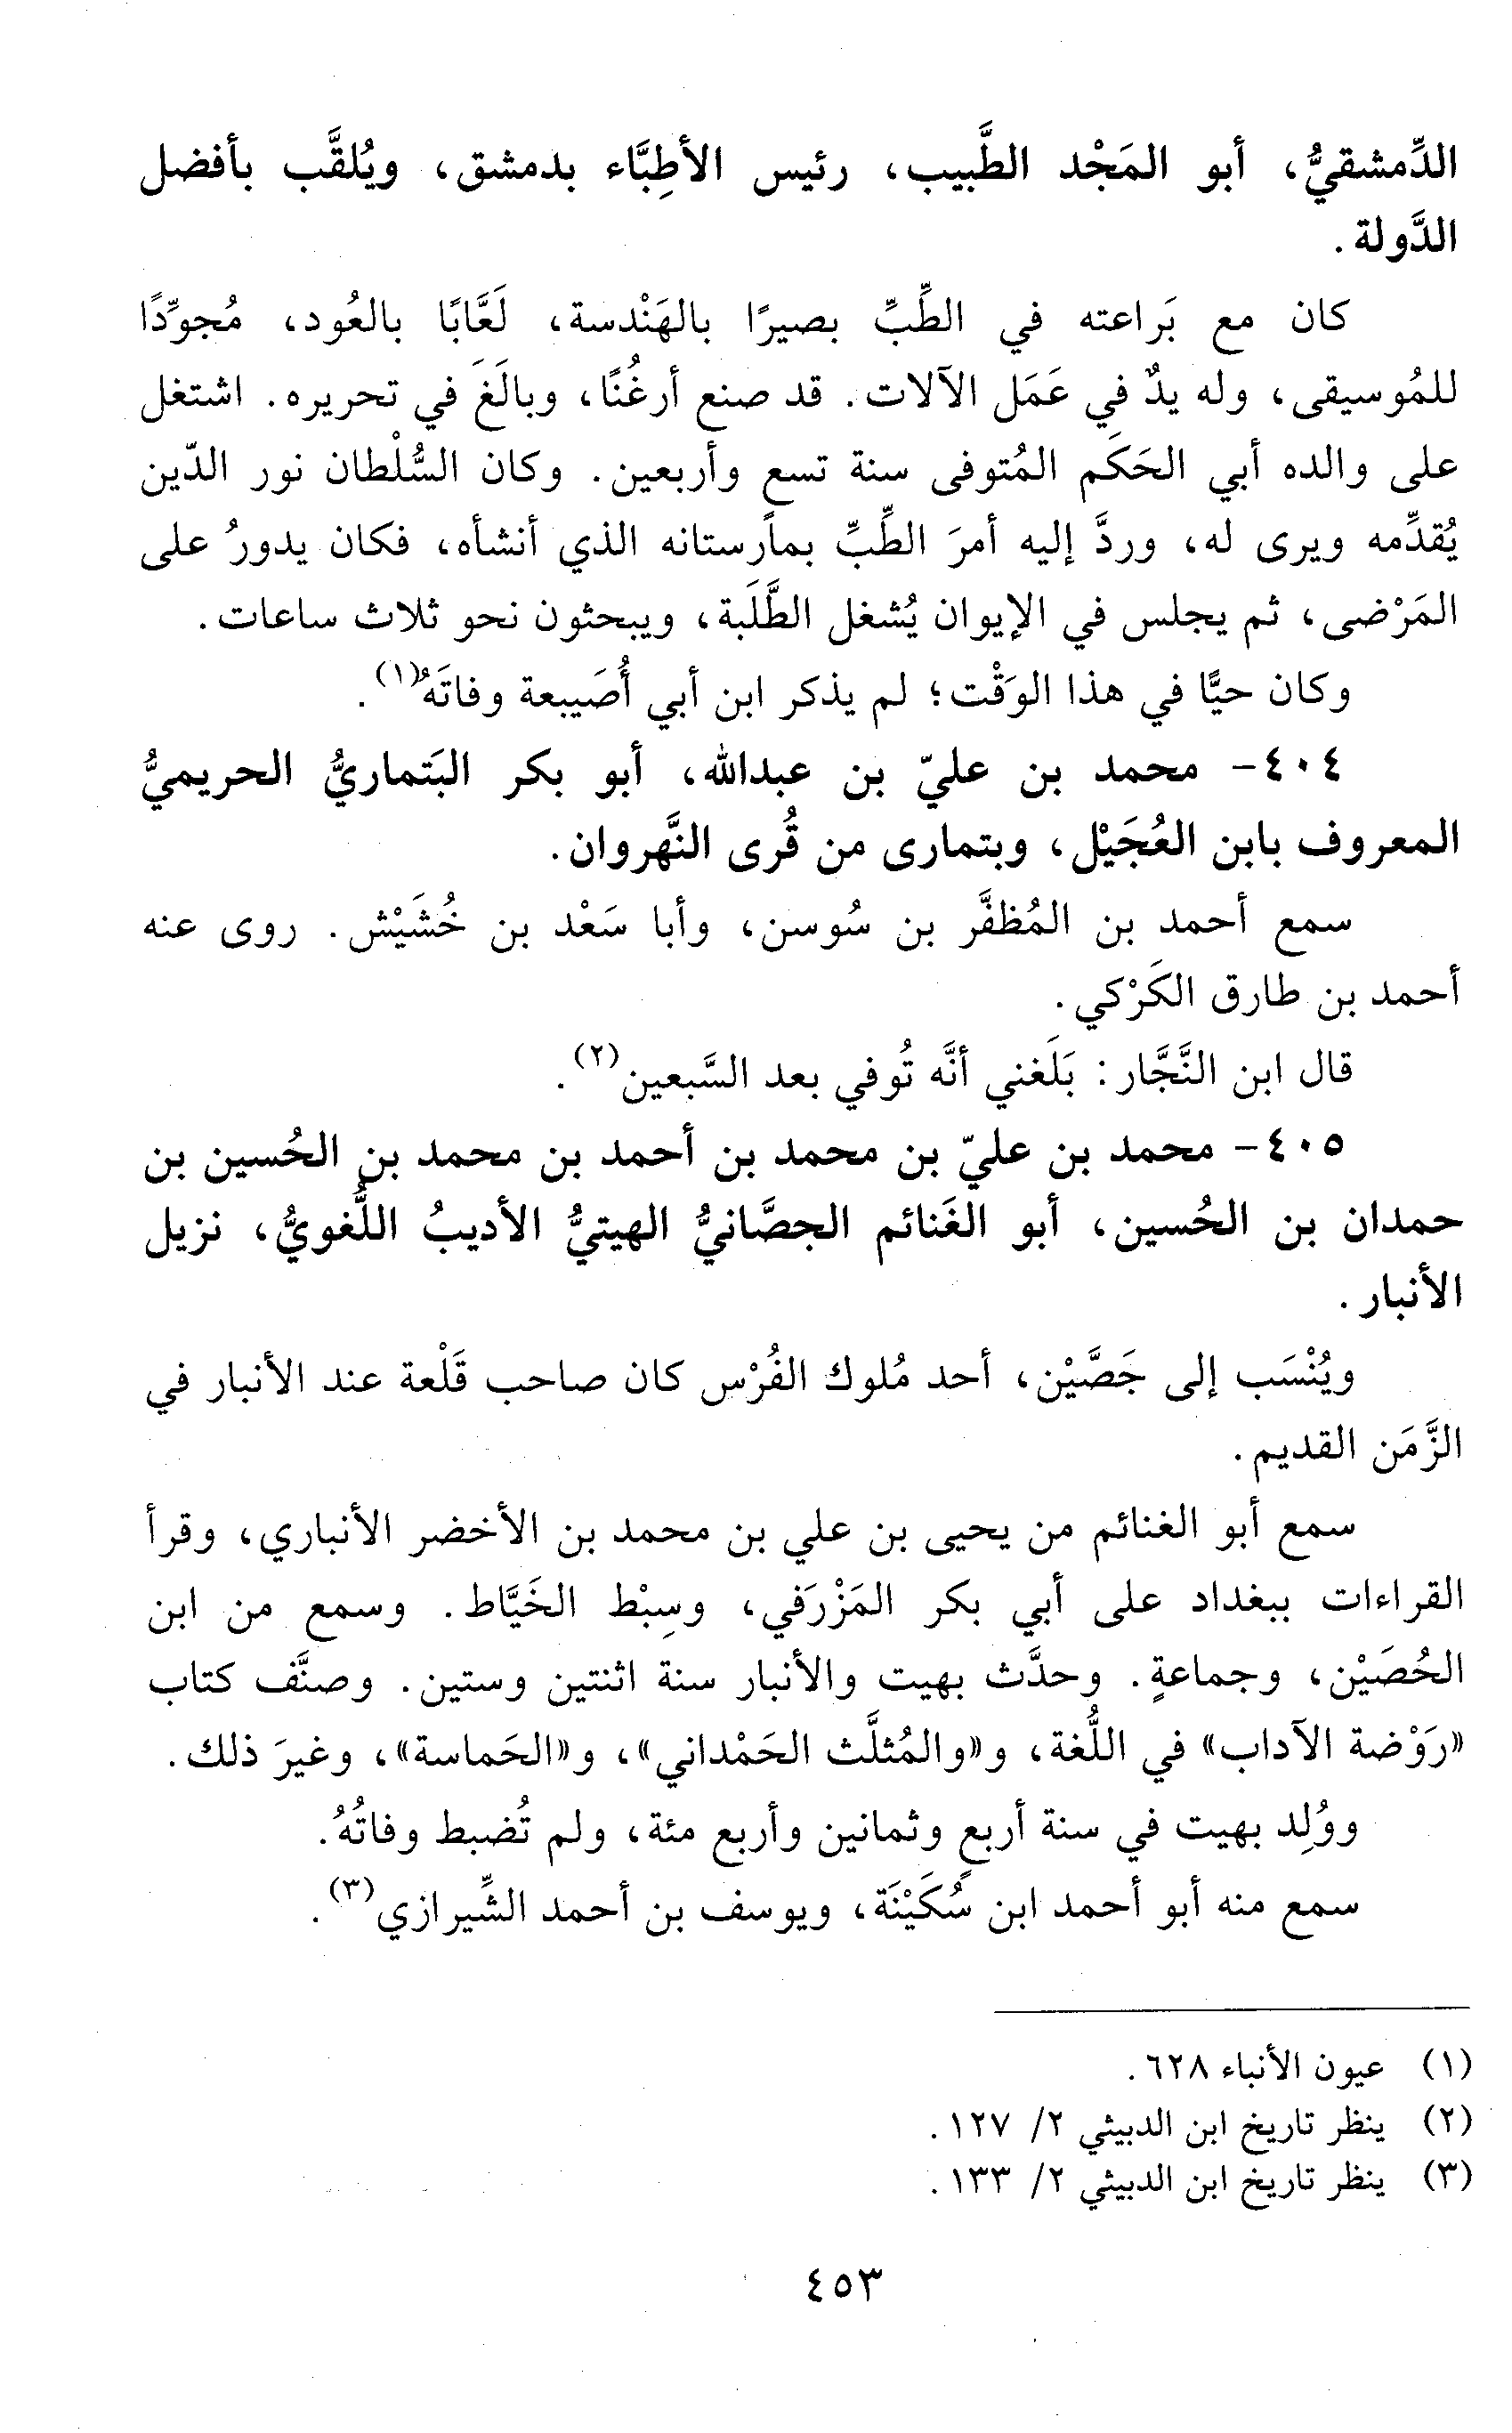 الدِّمشقيُّ، أبو المَجْد الطَّبيب، رئيس الأطِبَّاء بدمشق، ويُلقَّب بأفضل
الدَّولة.
كان مع بَراعته في الطِّبِّ بصيرًا بالهَنْدسة، لَعَّابًا بالعُود، مُجوِّدًا
للمُوسيقى، وله يدٌ في عَمَل الآلات. قد صنع أرغُنًا، وبالَغَ في تحريره. اشتغل
على والده أبي الحَكَم المُتوفى سنة تسع وأربعين. وكان السُّلْطان نور الدّين
يُقدِّمه ويرى له، وردَّ إليه أمرَ الطِّبِّ بمارستانه الذي أنشأه، فكان يدورُ على
المَرْضى، ثم يجلس في الإيوان يُشغل الطَّلَبة، ويبحثون نحو ثلاث ساعات.
وكان حيًّا في هذا الوَقْت؛ لم يذكر ابن أبي أُصَيبعة وفاتَهُ(١).
٤٠٤- محمد بن عليّ بن عبدالله، أبو بكر البَتماريُّ الحريميُّ
المعروف بابن العُجَيْل، وبتمارى من قُرى النَّهروان.
سمع أحمد بن المُظفَّر بن سُوسن، وأبا سَعْد بن خُشَيْش. روى عنه
أحمد بن طارق الكَرْكي.
قال ابن النَّجَّار: بَلَغني أنَّه تُوفي بعد السَّبعين(٢).
٤٠٥- محمد بن عليّ بن محمد بن أحمد بن محمد بن الحُسين بن
حمدان بن الحُسين، أبو الغَنائم الجصَّانيُّ الهيتيُّ الأديبُ اللُّغويُّ، نزيل
الأنبار.
ويُنْسَب إلى جَصَّيْن، أحد مُلوك الفُرْس كان صاحب قَلْعة عند الأنبار في
الزَّمَن القديم.
سمع أبو الغنائم من يحيى بن علي بن محمد بن الأخضر الأنباري، وقرأ
القراءات ببغداد على أبي بكر المَزْرَفي، وسِبْط الخَيَّاط. وسمع من ابن
الحُصَيْن، وجماعةٍ. وحدَّث بهيت والأنبار سنة اثنتين وستين. وصنَّف كتاب
«رَوْضة الآداب» في اللُّغة، و«والمُثلَّث الحَمْداني»، و«الحَماسة»، وغيرَ ذلك.
ووُلِد بهيت في سنة أربعٍ وثمانين وأربع مئة، ولم تُضبط وفاتُهُ.
سمع منه أبو أحمد ابن سُكَيْنَة، ويوسف بن أحمد الشِّيرازي(٣).
(١) عيون الأنباء ٦٢٨.
(٢) ينظر تاريخ ابن الدبيثي ٢/ ١٢٧.
(٣) ينظر تاريخ ابن الدبيثي ٢/ ١٣٣.
٤٥٣